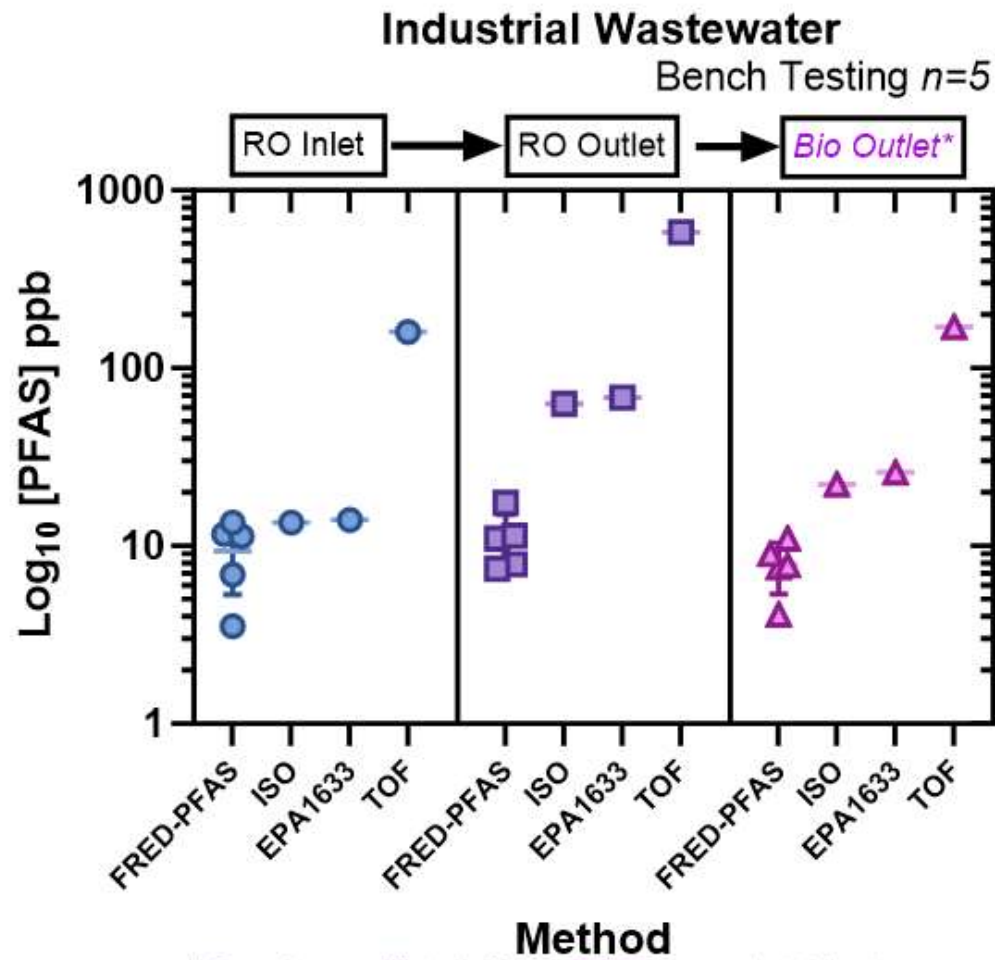 Industrial Wastewater
Bench Testing n=5
RO Inlet
RO Outlet
Bio Outlet*
Log10 [PFAS] ppb
1000
100
10
1
FRED-PFAS
ISO
EPA1633
TOF
FRED-PFAS
ISO
EPA1633
TOF
FRED-PFAS
ISO
EPA1633
TOF
Method